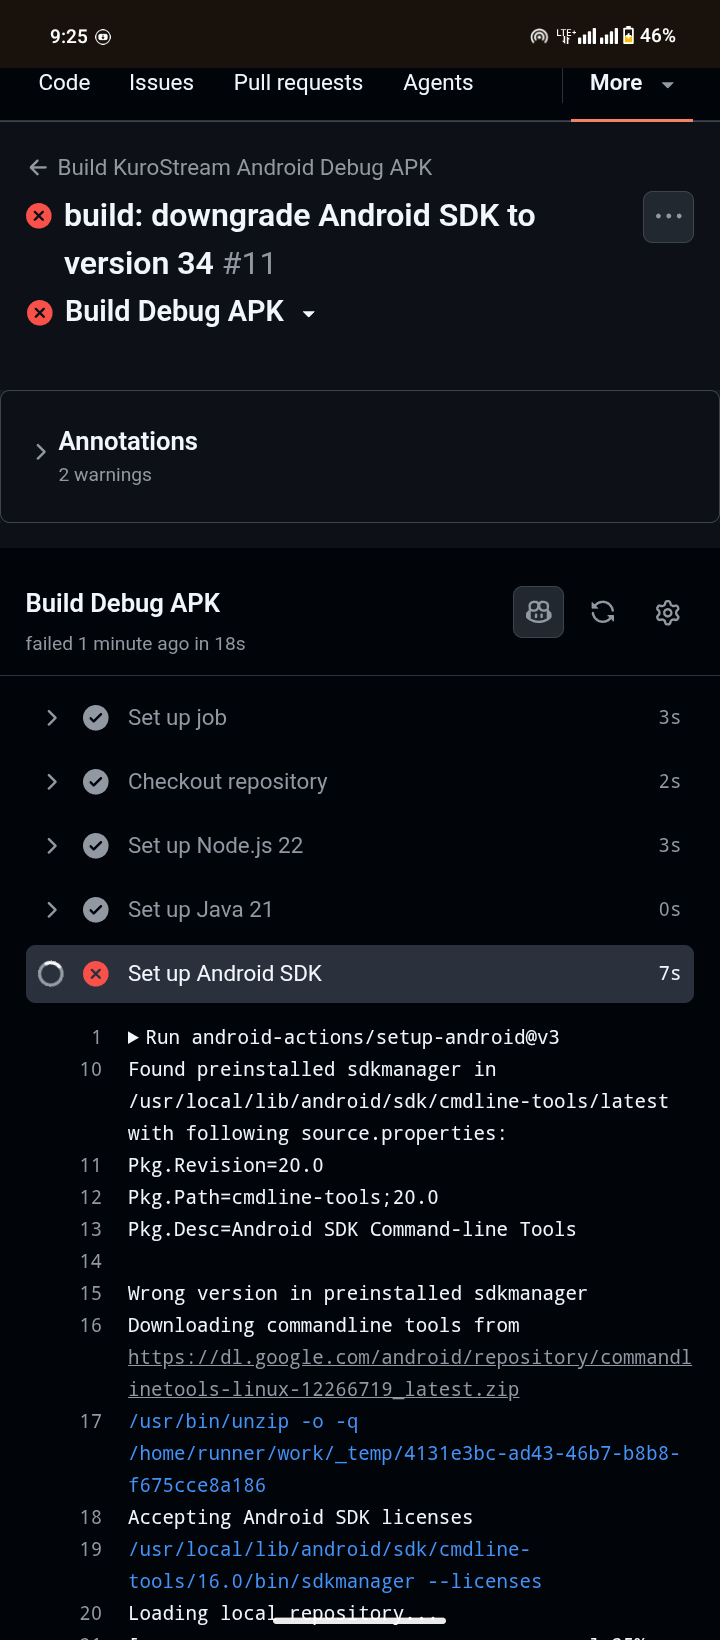 9:25
LTE+ 46%
Code Issues Pull requests Agents More
Build KuroStream Android Debug APK
build: downgrade Android SDK to
version 34 #11
Build Debug APK
Annotations
2 warnings
Build Debug APK
failed 1 minute ago in 18s
Set up job 3s
Checkout repository 2s
Set up Node.js 22 3s
Set up Java 21 0s
Set up Android SDK 7s
1 Run android-actions/setup-android@v3
10 Found preinstalled sdkmanager in
/usr/local/lib/android/sdk/cmdline-tools/latest
with following source.properties:
11 Pkg.Revision=20.0
12 Pkg.Path=cmdline-tools;20.0
13 Pkg.Desc=Android SDK Command-line Tools
14
15 Wrong version in preinstalled sdkmanager
16 Downloading commandline tools from
https://dl.google.com/android/repository/commandl
inetools-linux-12266719_latest.zip
17 /usr/bin/unzip -o -q
/home/runner/work/_temp/4131e3bc-ad43-46b7-b8b8-
f675cce8a186
18 Accepting Android SDK licenses
19 /usr/local/lib/android/sdk/cmdline-
tools/16.0/bin/sdkmanager --licenses
20 Loading local repository...